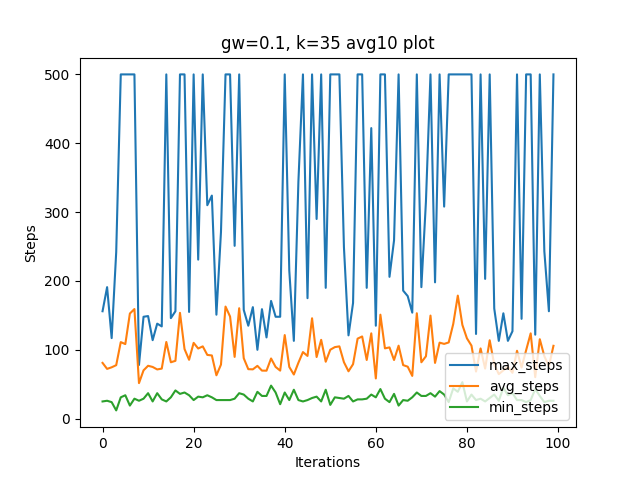 gw=0.1, k=35 avg10 plot
Steps
500
400
300
200
100
0
0 20 40 60 80 100
Iterations
max_steps
avg_steps
min_steps